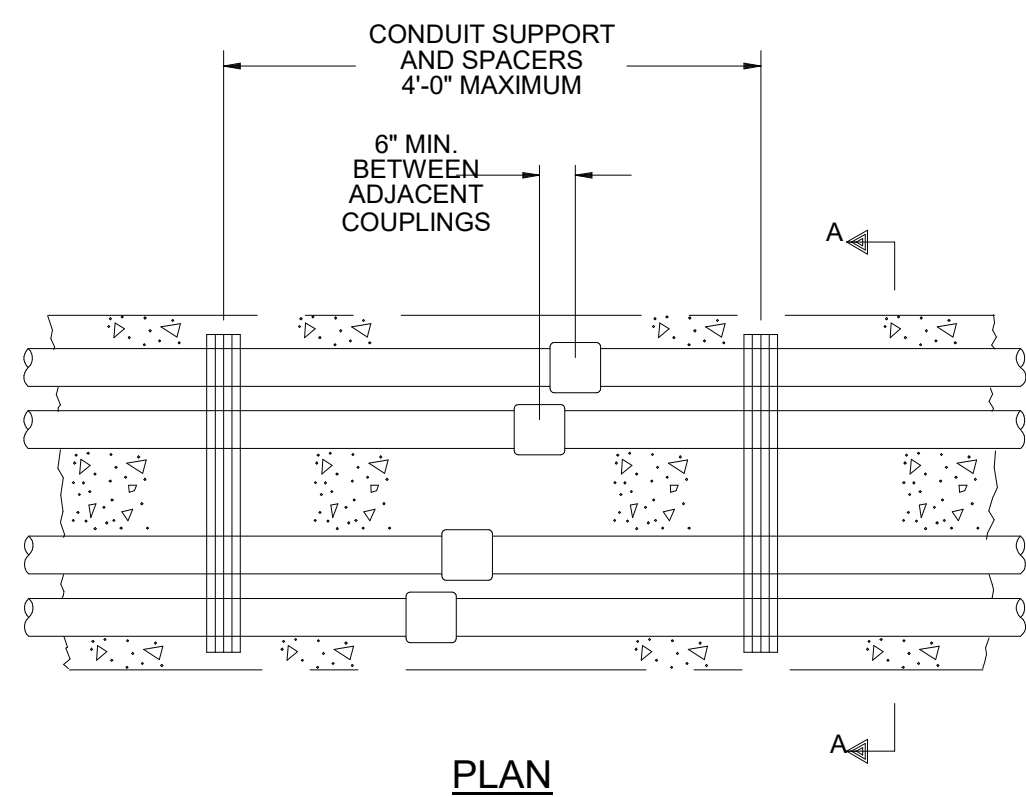 CONDUIT SUPPORT
AND SPACERS
4'-0" MAXIMUM
6" MIN.
BETWEEN
ADJACENT
COUPLINGS
A
A
PLAN